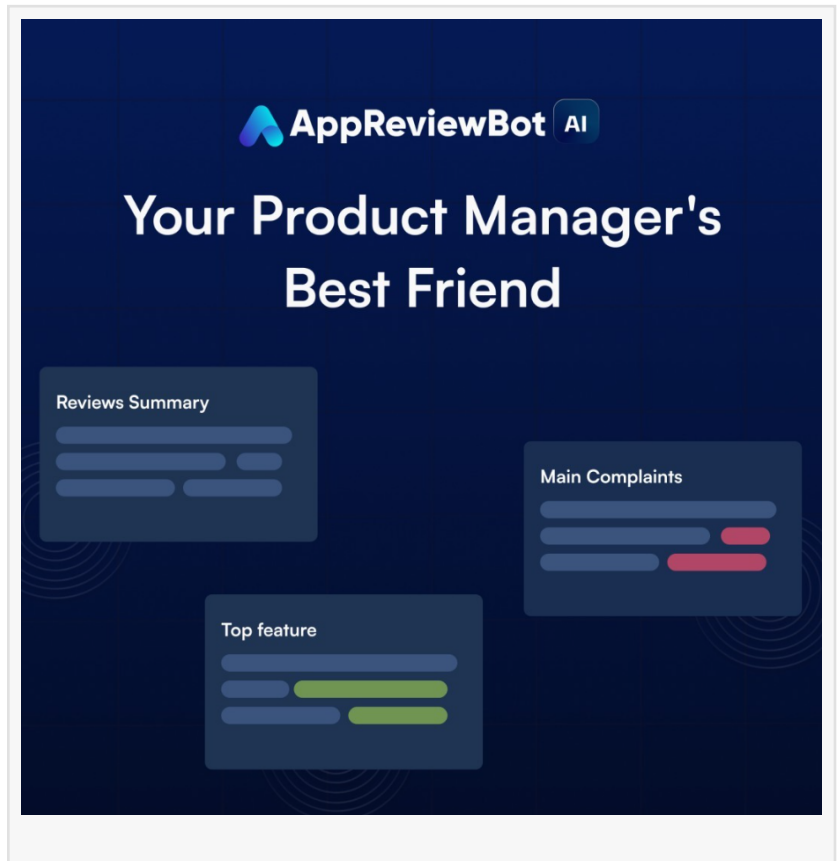 AppReviewBot AI
Your Product Manager's
Best Friend
Reviews Summary
Main Complaints
Top feature